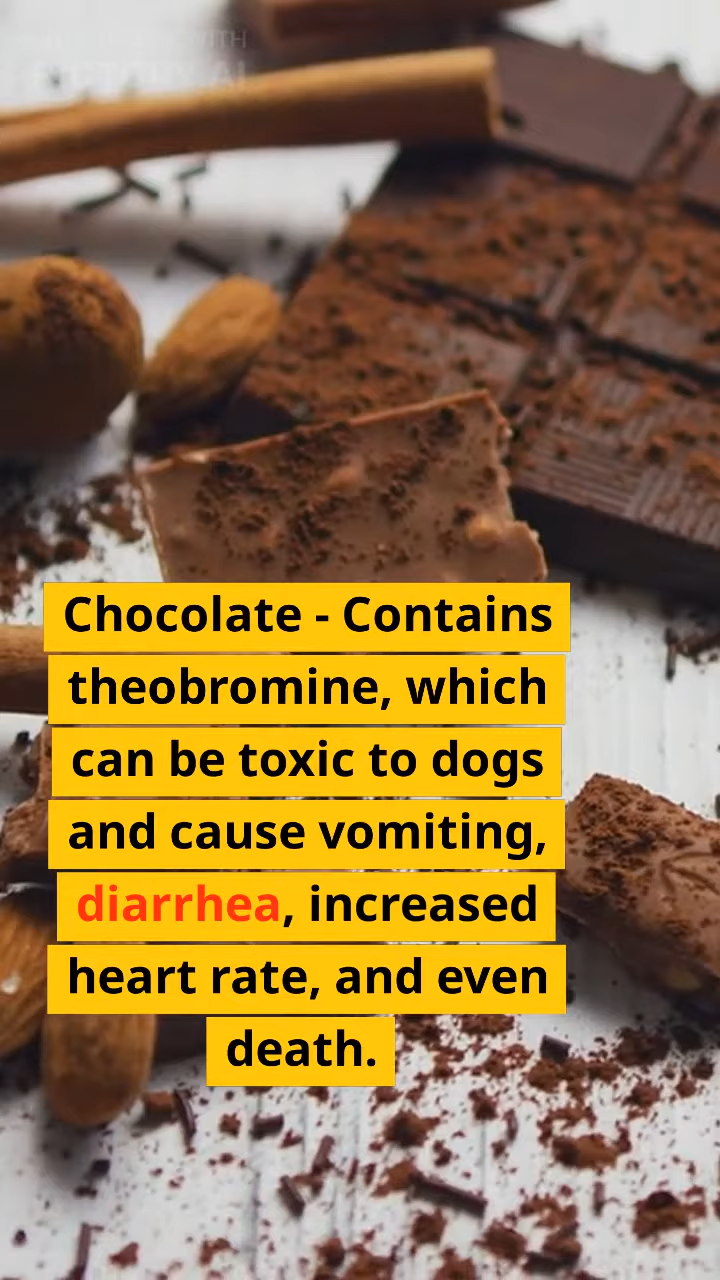 Chocolate - Contains
theobromine, which
can be toxic to dogs
and cause vomiting,
diarrhea, increased
heart rate, and even
death.